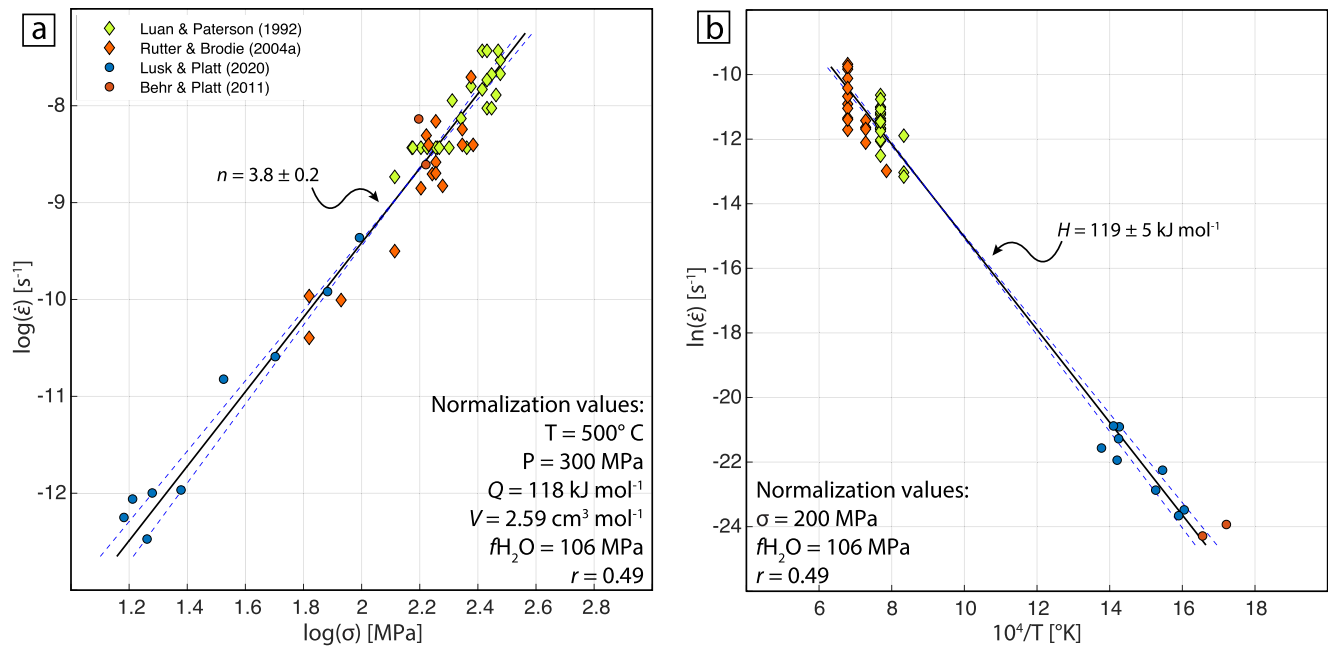 a
Luan & Paterson (1992)
Rutter & Brodie (2004a)
Lusk & Platt (2020)
Behr & Platt (2011)
n = 3.8 ± 0.2
log(ε̇) [s⁻¹]
-8
-9
-10
-11
-12
Normalization values:
T = 500° C
P = 300 MPa
Q = 118 kJ mol⁻¹
V = 2.59 cm³ mol⁻¹
fH₂O = 106 MPa
r = 0.49
1.2 1.4 1.6 1.8 2 2.2 2.4 2.6 2.8
log(σ) [MPa]
b
H = 119 ± 5 kJ mol⁻¹
ln(ε̇) [s⁻¹]
-10
-12
-14
-16
-18
-20
-22
-24
Normalization values:
σ = 200 MPa
fH₂O = 106 MPa
r = 0.49
6 8 10 12 14 16 18
10⁴/T [°K]